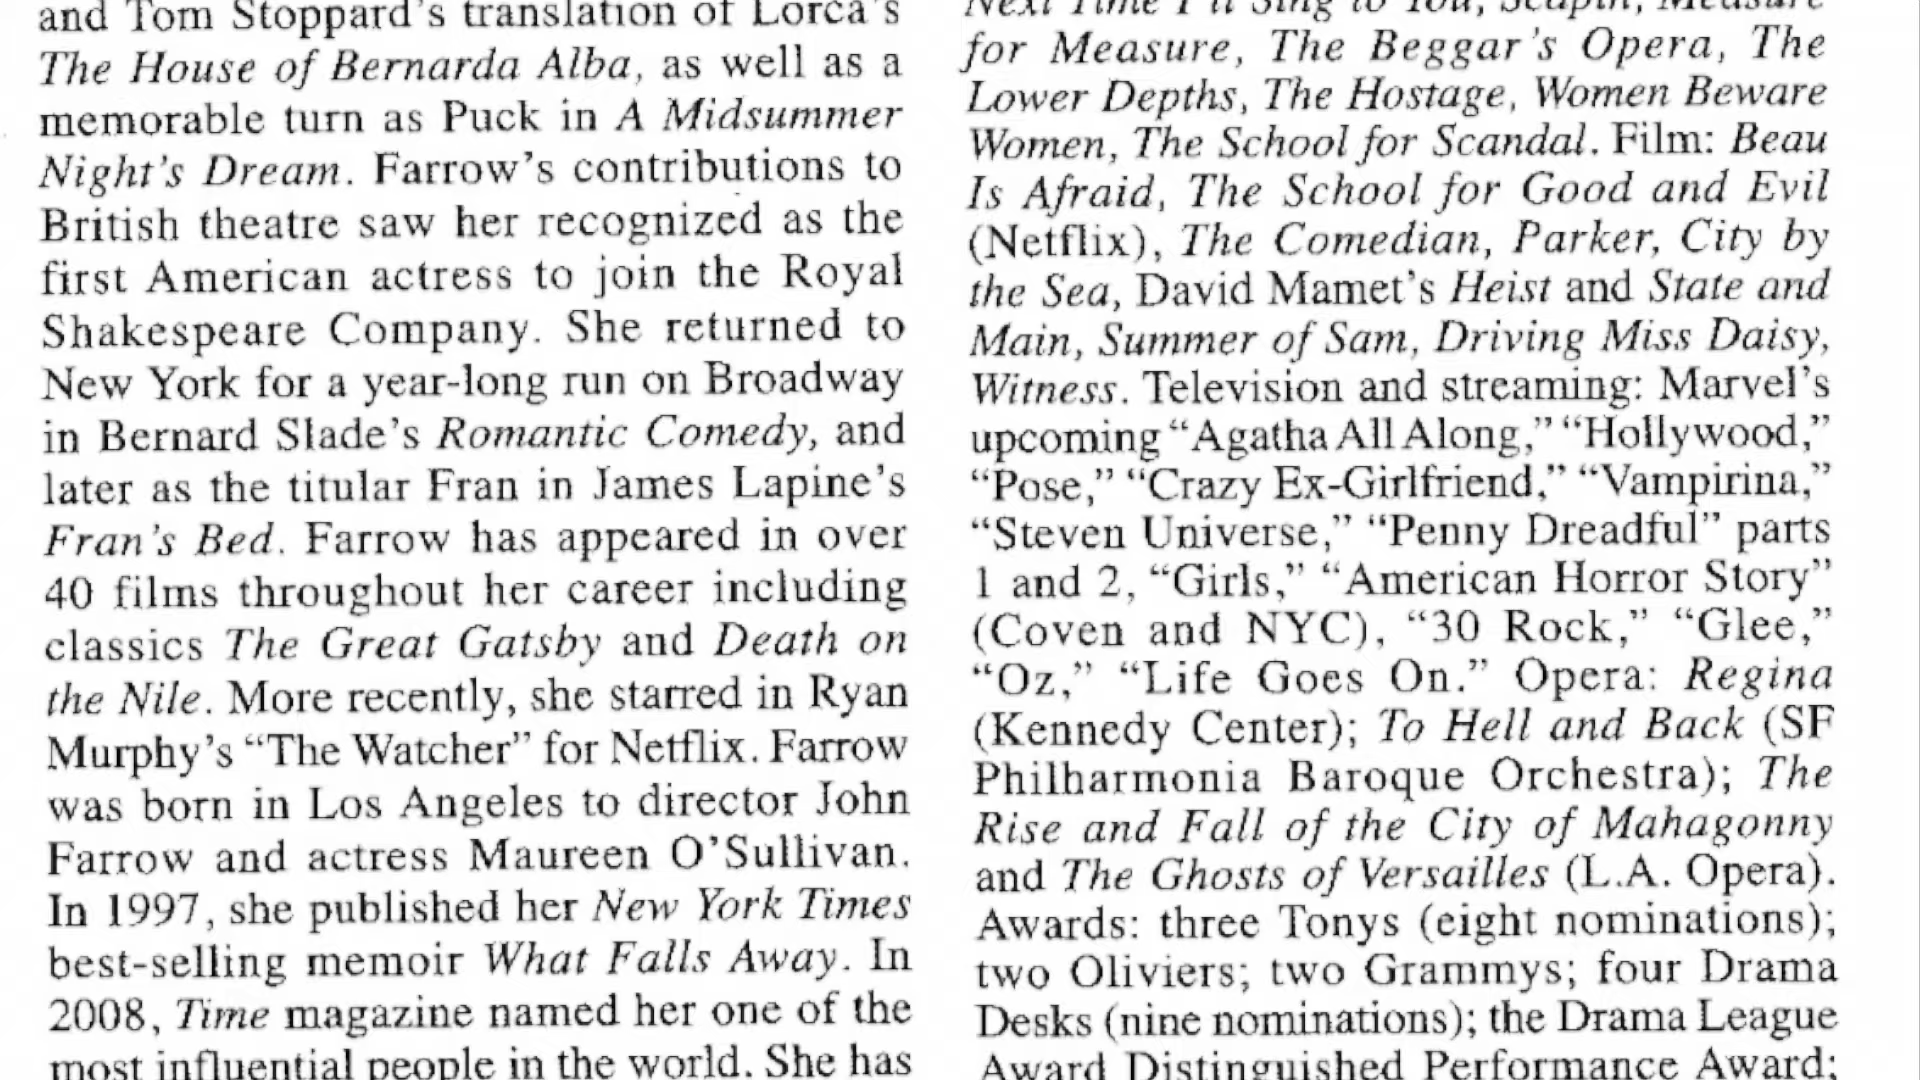 and Tom Stoppard's translation of Lorca's
The House of Bernarda Alba, as well as a
memorable turn as Puck in A Midsummer
Night's Dream. Farrow's contributions to
British theatre saw her recognized as the
first American actress to join the Royal
Shakespeare Company. She returned to
New York for a year-long run on Broadway
in Bernard Slade's Romantic Comedy, and
later as the titular Fran in James Lapine's
Fran's Bed. Farrow has appeared in over
40 films throughout her career including
classics The Great Gatsby and Death on
the Nile. More recently, she starred in Ryan
Murphy's “The Watcher” for Netflix. Farrow
was born in Los Angeles to director John
Farrow and actress Maureen O'Sullivan.
In 1997, she published her New York Times
best-selling memoir What Falls Away. In
2008, Time magazine named her one of the
most influential people in the world. She has
Next Time I'll Sing to You, Scapin, Measure
for Measure, The Beggar's Opera, The
Lower Depths, The Hostage, Women Beware
Women, The School for Scandal. Film: Beau
Is Afraid, The School for Good and Evil
(Netflix), The Comedian, Parker, City by
the Sea, David Mamet's Heist and State and
Main, Summer of Sam, Driving Miss Daisy,
Witness. Television and streaming: Marvel's
upcoming “Agatha All Along,” “Hollywood,”
“Pose,” “Crazy Ex-Girlfriend,” “Vampirina,”
“Steven Universe,” “Penny Dreadful” parts
1 and 2, “Girls,” “American Horror Story”
(Coven and NYC), “30 Rock,” “Glee,”
“Oz,” “Life Goes On.” Opera: Regina
(Kennedy Center); To Hell and Back (SF
Philharmonia Baroque Orchestra); The
Rise and Fall of the City of Mahagonny
and The Ghosts of Versailles (L.A. Opera).
Awards: three Tonys (eight nominations);
two Oliviers; two Grammys; four Drama
Desks (nine nominations); the Drama League
Award Distinguished Performance Award;